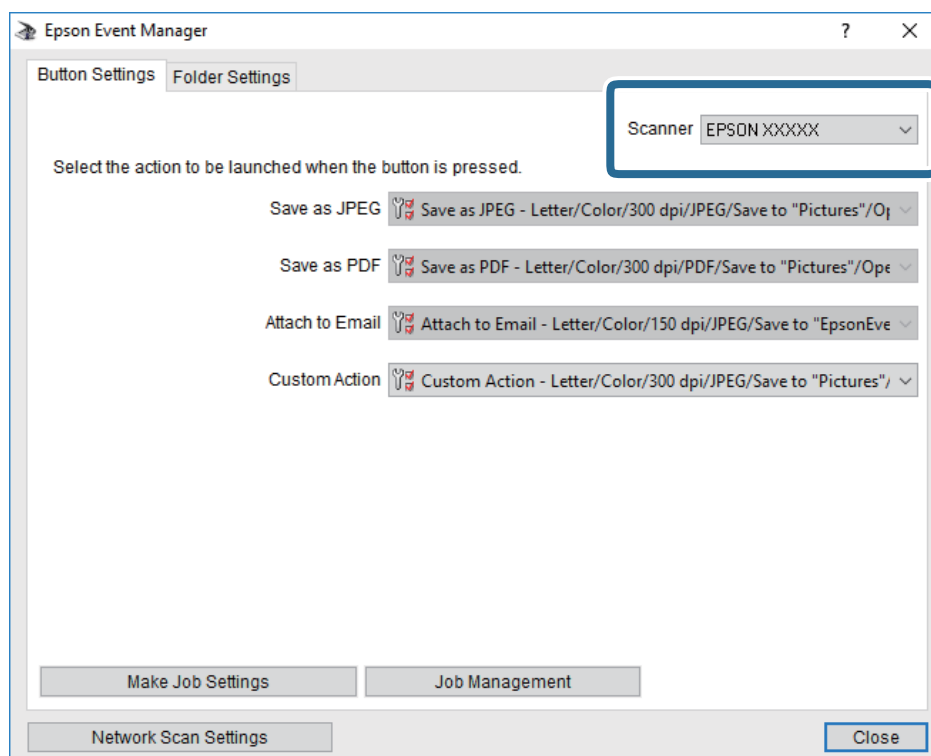 Epson Event Manager
?
Button Settings
Folder Settings
Scanner EPSON XXXXX
Select the action to be launched when the button is pressed.
Save as JPEG Save as JPEG - Letter/Color/300 dpi/JPEG/Save to "Pictures"/Op
Save as PDF Save as PDF - Letter/Color/300 dpi/PDF/Save to "Pictures"/Ope
Attach to Email Attach to Email - Letter/Color/150 dpi/JPEG/Save to "EpsonEve
Custom Action Custom Action - Letter/Color/300 dpi/JPEG/Save to "Pictures"/
Make Job Settings Job Management
Network Scan Settings Close